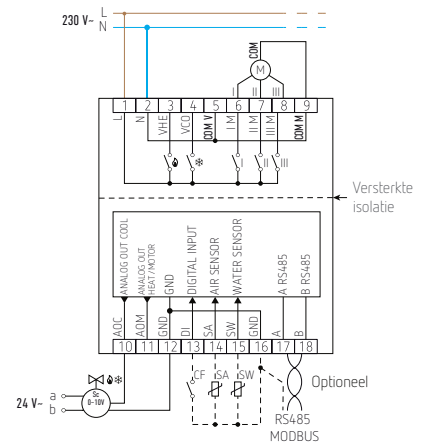 230 V~
L
N
COM
M
I
II
III
1 2 3 4 5 6 7 8 9
L
N
VHE
VCO
COM V
I M
II M
III M
COM M
I
II
III
Versterkte
isolatie
ANALOG OUT COOL
ANALOG OUT
HEAT/MOTOR
GND
DIGITAL INPUT
AIR SENSOR
WATER SENSOR
A RS485
B RS485
AOC
AOM
GND
DI
SA
SW
GND
A
B
10 11 12 13 14 15 16 17 18
24 V~
a
b
Sc
0-10V
CF
SA
SW
Optioneel
RS485
MODBUS